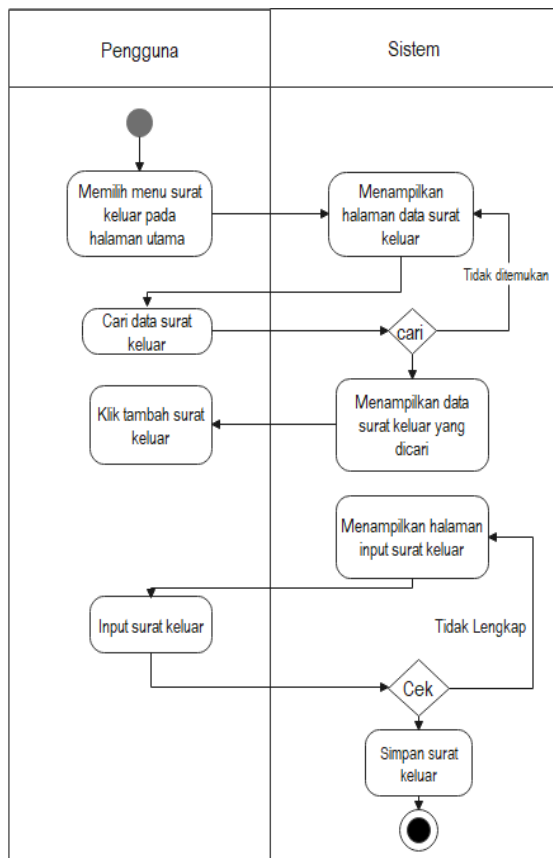 Pengguna
Sistem
Memilih menu surat
keluar pada
halaman utama
Menampilkan
halaman data surat
keluar
Tidak ditemukan
Cari data surat
keluar
cari
Klik tambah surat
keluar
Menampilkan data
surat keluar yang
dicari
Menampilkan halaman
input surat keluar
Input surat keluar
Tidak Lengkap
Cek
Simpan surat
keluar